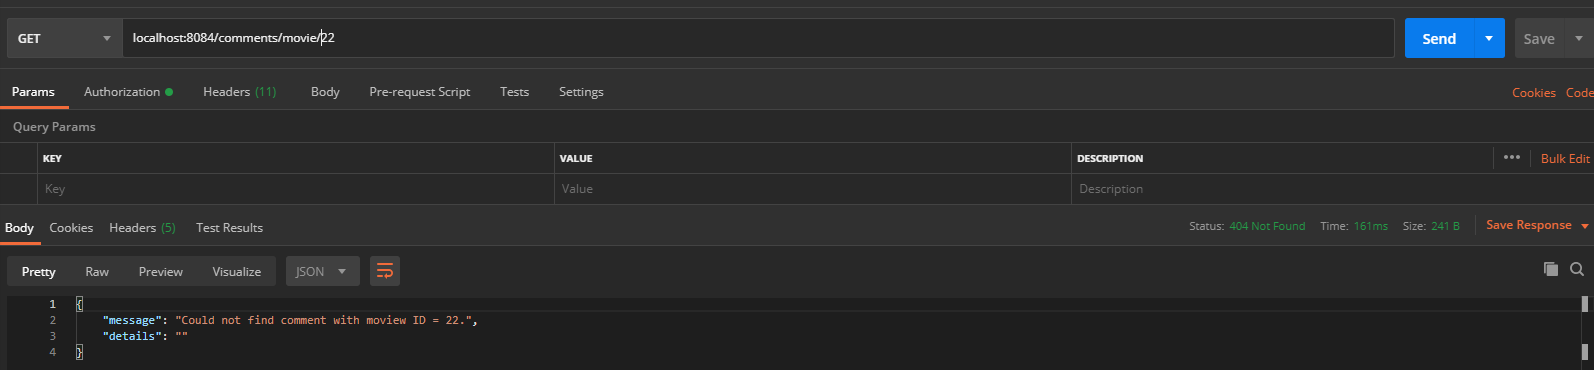 GET localhost:8084/comments/movie/22 Send Save
Params Authorization Headers (11) Body Pre-request Script Tests Settings Cookies Code
Query Params
KEY VALUE DESCRIPTION ••• Bulk Edit
Key Value Description
Body Cookies Headers (5) Test Results Status: 404 Not Found Time: 161ms Size: 241 B Save Response
Pretty Raw Preview Visualize JSON
1 {
2 "message": "Could not find comment with moview ID = 22.",
3 "details": ""
4 }